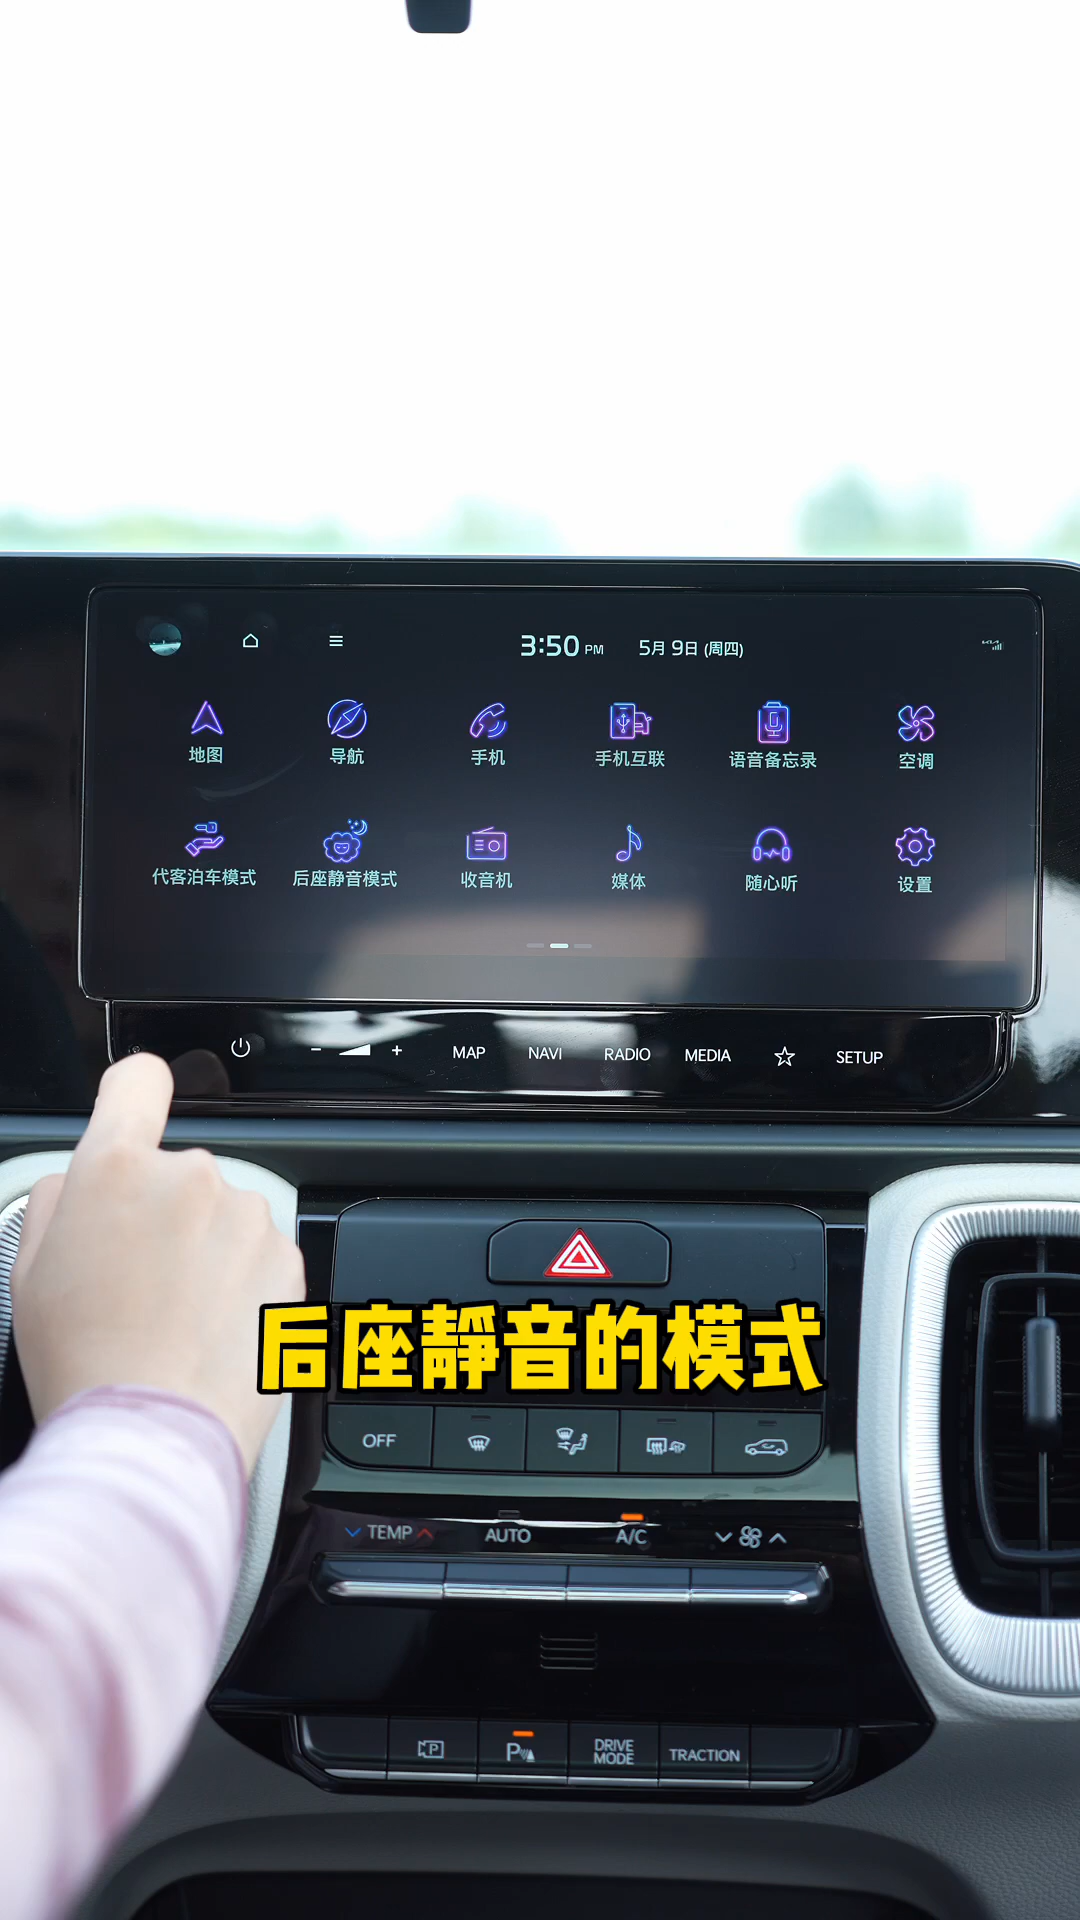 3:50 PM 5月 9日 (周四)
地图 导航 手机 手机互联 语音备忘录 空调
代客泊车模式 后座静音模式 收音机 媒体 随心听 设置
- + MAP NAVI RADIO MEDIA SETUP
后座靜音的模式
OFF
TEMP AUTO A/C
P P DRIVE MODE TRACTION